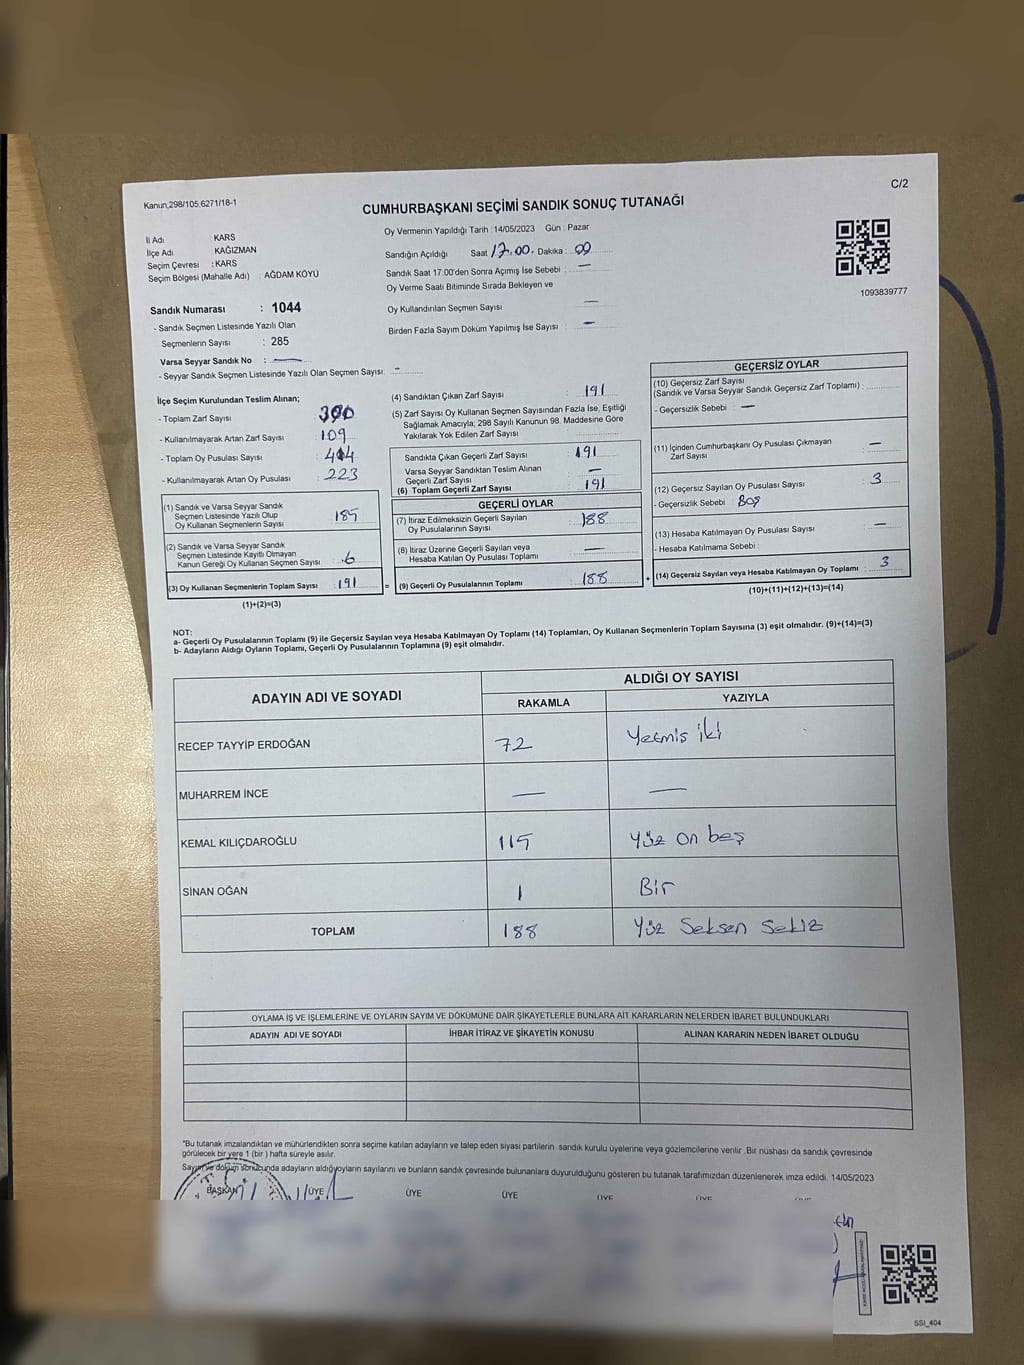 C/2
Kanun,298/105,6271/18-1
CUMHURBAŞKANI SEÇİMİ SANDIK SONUÇ TUTANAĞI
İl Adı : KARS
İlçe Adı : KAĞIZMAN
Seçim Çevresi : KARS
Seçim Bölgesi (Mahalle Adı) : AĞDAM KÖYÜ
Oy Vermenin Yapıldığı Tarih : 14/05/2023 Gün : Pazar
Sandığın Açıldığı Saat 17.00. Dakika : 00
Sandık Saat 17:00'den Sonra Açımış İse Sebebi : —
Oy Verme Saati Bitiminde Sırada Bekleyen ve
Oy Kullandırılan Seçmen Sayısı —
Birden Fazla Sayım Döküm Yapılmış İse Sayısı : —
1093839777
Sandık Numarası : 1044
- Sandık Seçmen Listesinde Yazılı Olan
Seçmenlerin Sayısı : 285
Varsa Seyyar Sandık No : —
- Seyyar Sandık Seçmen Listesinde Yazılı Olan Seçmen Sayısı: -
İlçe Seçim Kurulundan Teslim Alınan;
- Toplam Zarf Sayısı
- Kullanılmayarak Artan Zarf Sayısı : 109
- Toplam Oy Pusulası Sayısı
- Kullanılmayarak Artan Oy Pusulası : 223
(1) Sandık ve Varsa Seyyar Sandık
Seçmen Listesinde Yazılı Olup
Oy Kullanan Seçmenlerin Sayısı 185
(2) Sandık ve Varsa Seyyar Sandık
Seçmen Listesinde Kayıtlı Olmayan
Kanun Gereği Oy Kullanan Seçmen Sayısı 6
(3) Oy Kullanan Seçmenlerin Toplam Sayısı : 191 =
(1)+(2)=(3)
(4) Sandıktan Çıkan Zarf Sayısı : 191
(5) Zarf Sayısı Oy Kullanan Seçmen Sayısından Fazla İse, Eşitliği
Sağlamak Amacıyla; 298 Sayılı Kanunun 98. Maddesine Göre
Yakılarak Yok Edilen Zarf Sayısı
Sandıkta Çıkan Geçerli Zarf Sayısı : 191
Varsa Seyyar Sandıktan Teslim Alınan
Geçerli Zarf Sayısı —
(6) Toplam Geçerli Zarf Sayısı : 191
GEÇERLİ OYLAR
(7) İtiraz Edilmeksizin Geçerli Sayılan
Oy Pusulalarının Sayısı : 188
(8) İtiraz Üzerine Geçerli Sayılan veya
Hesaba Katılan Oy Pusulası Toplamı —
(9) Geçerli Oy Pusulalarının Toplamı : 188 +
GEÇERSİZ OYLAR
(10) Geçersiz Zarf Sayısı
(Sandık ve Varsa Seyyar Sandık Geçersiz Zarf Toplamı) :
- Geçersizlik Sebebi : —
(11) İçinden Cumhurbaşkanı Oy Pusulası Çıkmayan
Zarf Sayısı —
(12) Geçersiz Sayılan Oy Pusulası Sayısı : 3
- Geçersizlik Sebebi : Boş
(13) Hesaba Katılmayan Oy Pusulası Sayısı —
- Hesaba Katılmama Sebebi :
(14) Geçersiz Sayılan veya Hesaba Katılmayan Oy Toplamı : 3
(10)+(11)+(12)+(13)=(14)
NOT:
a- Geçerli Oy Pusulalarının Toplamı (9) ile Geçersiz Sayılan veya Hesaba Katılmayan Oy Toplamı (14) Toplamları, Oy Kullanan Seçmenlerin Toplam Sayısına (3) eşit olmalıdır. (9)+(14)=(3)
b- Adayların Aldığı Oyların Toplamı, Geçerli Oy Pusulalarının Toplamına (9) eşit olmalıdır.
ADAYIN ADI VE SOYADI ALDIĞI OY SAYISI
RAKAMLA YAZIYLA
RECEP TAYYİP ERDOĞAN 72 Yetmiş iki
MUHARREM İNCE — —
KEMAL KILIÇDAROĞLU 115 Yüz on beş
SİNAN OĞAN 1 Bir
TOPLAM 188 Yüz Seksen Sekiz
OYLAMA İŞ VE İŞLEMLERİNE VE OYLARIN SAYIM VE DÖKÜMÜNE DAİR ŞİKAYETLERLE BUNLARA AİT KARARLARIN NELERDEN İBARET BULUNDUKLARI
ADAYIN ADI VE SOYADI İHBAR İTİRAZ VE ŞİKAYETİN KONUSU ALINAN KARARIN NEDEN İBARET OLDUĞU
*Bu tutanak imzalandıktan ve mühürlendikten sonra seçime katılan adayların ve talep eden siyasi partilerin sandık kurulu üyelerine veya gözlemcilerine verilir. Bir nüshası da sandık çevresinde
görülecek bir yere 1 (bir ) hafta süreyle asılır.
Sayım ve döküm sonucunda adayların aldığı oyların sayılarını ve bunların sandık çevresinde bulunanlara duyurulduğunu gösteren bu tutanak tarafımızdan düzenlenerek imza edildi. 14/05/2023
BAŞKAN ÜYE ÜYE ÜYE ÜYE ÜYE
SSI_404